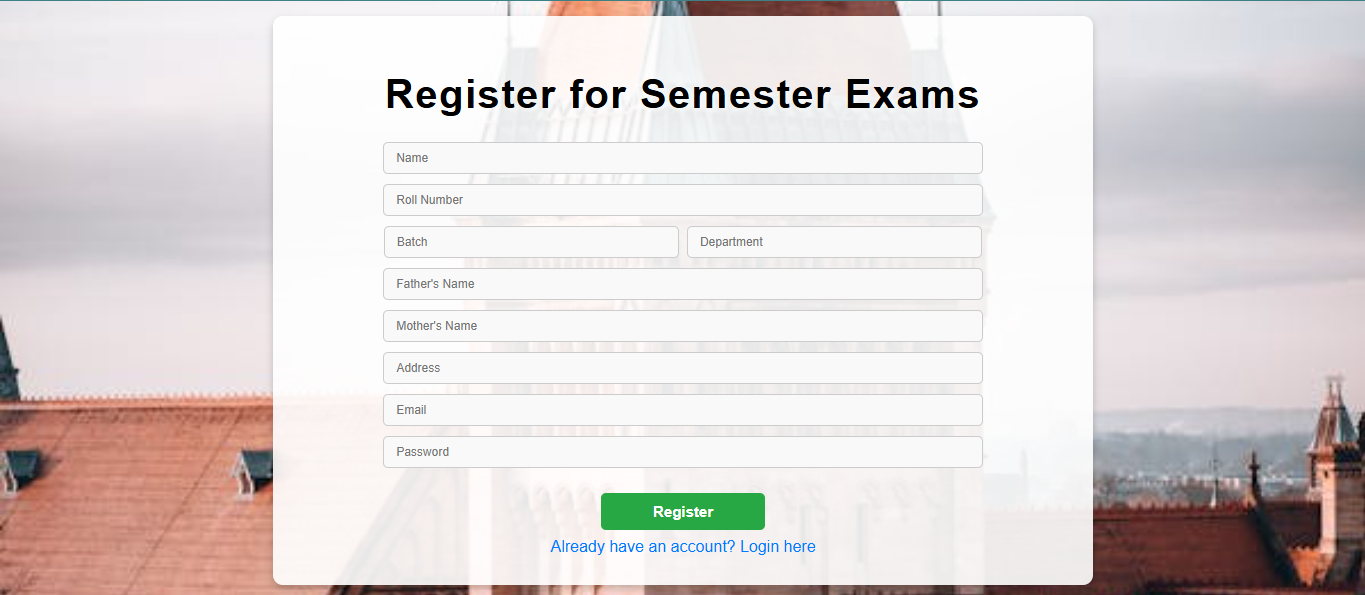 Register for Semester Exams
Name
Roll Number
Batch
Department
Father's Name
Mother's Name
Address
Email
Password
Register
Already have an account? Login here